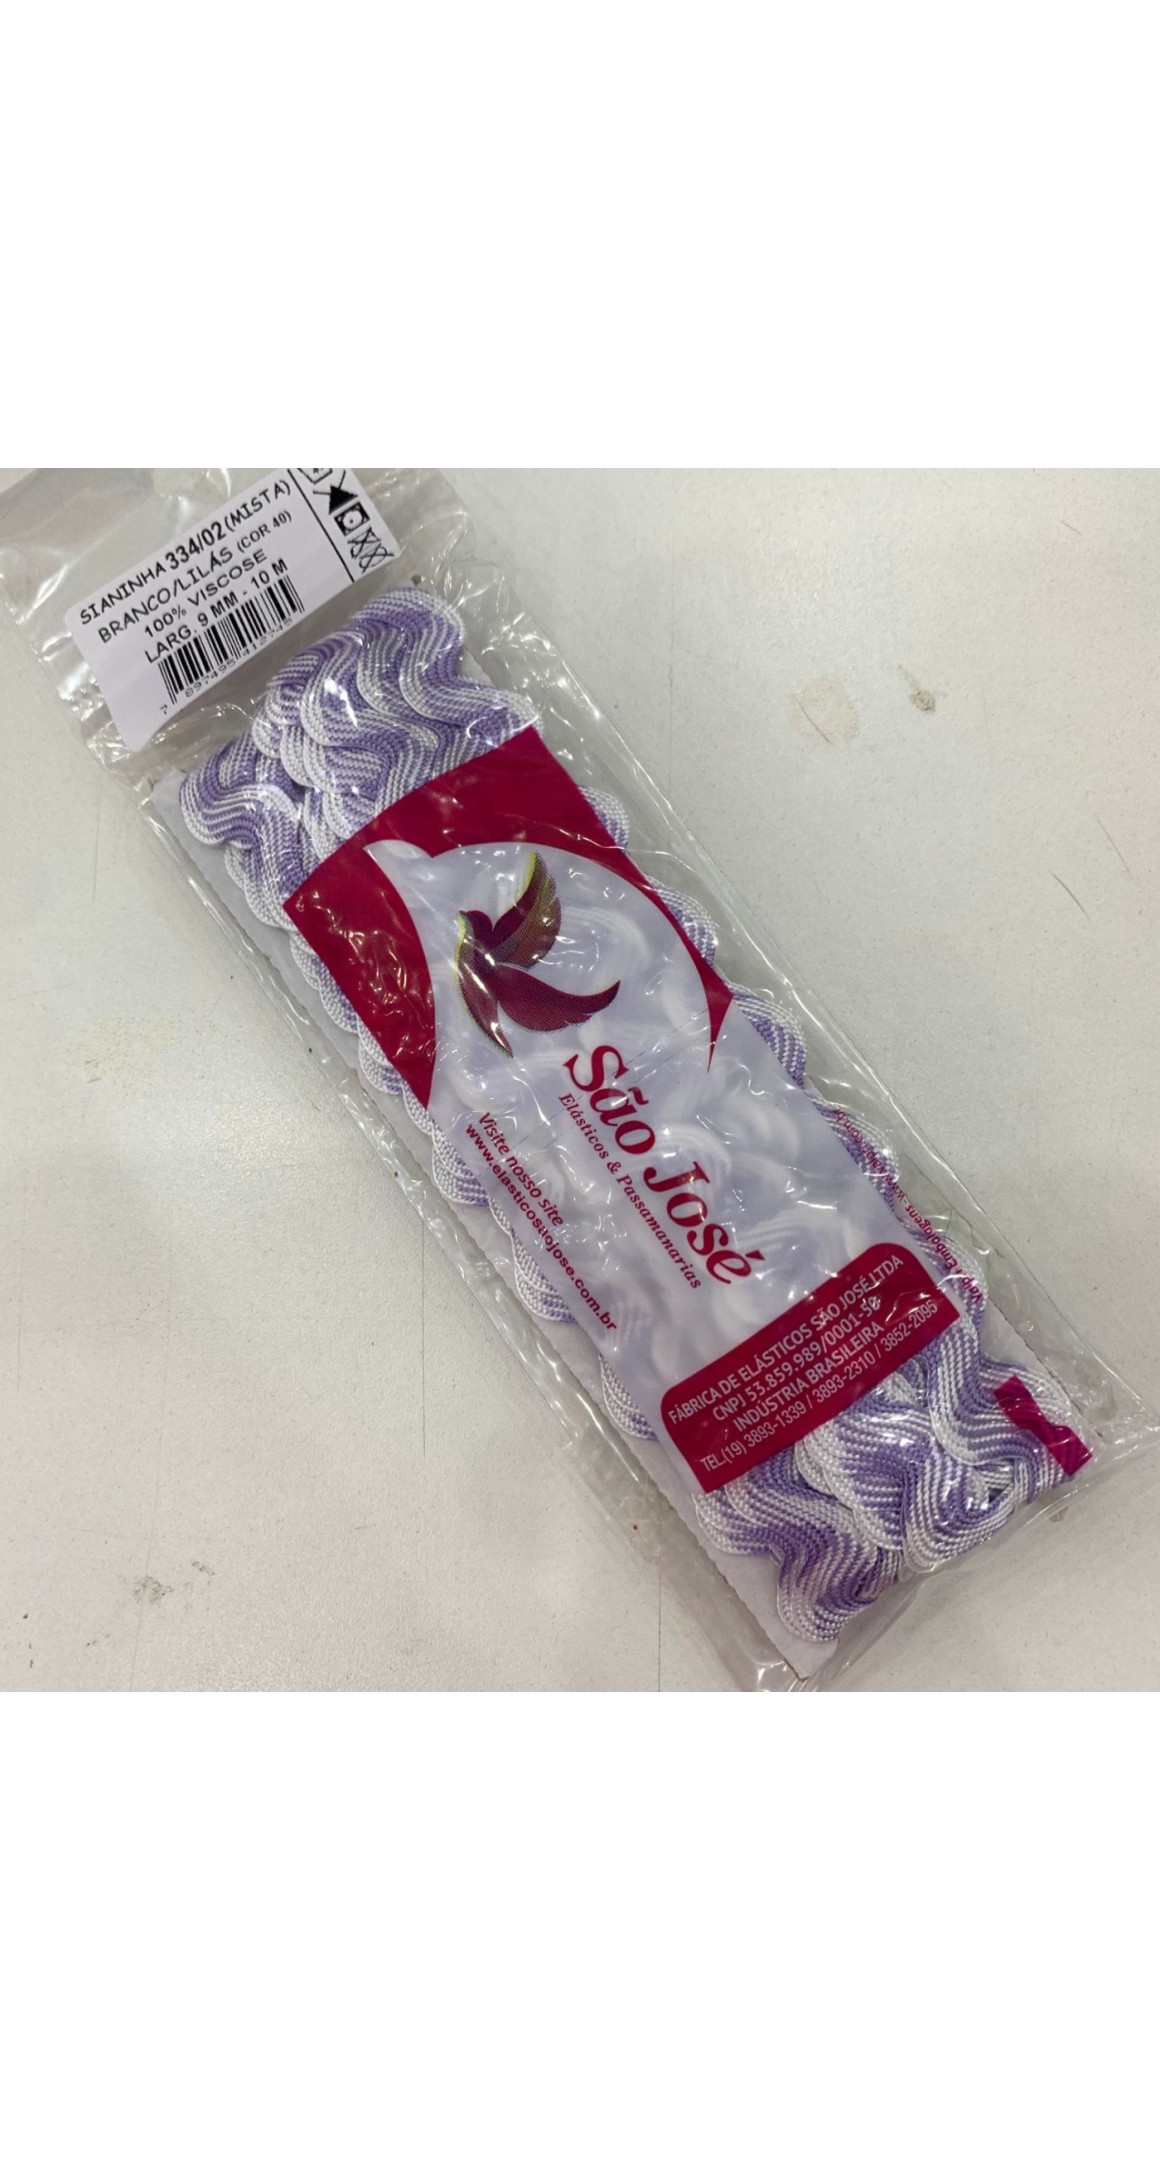 SIANINHA 334/02 (MISTA)
BRANCO/LILÁS (COR 40)
100% VISCOSE
LARG. 9 MM - 10 M
São José
Elásticos & Passamanarias
Visite nosso site
www.elasticosaojose.com.br
FÁBRICA DE ELÁSTICOS SÃO JOSÉ LTDA
CNPJ 53.859.989/0001-50
INDÚSTRIA BRASILEIRA
TEL.(19) 3893-1339 / 3893-2310 / 3852-2095